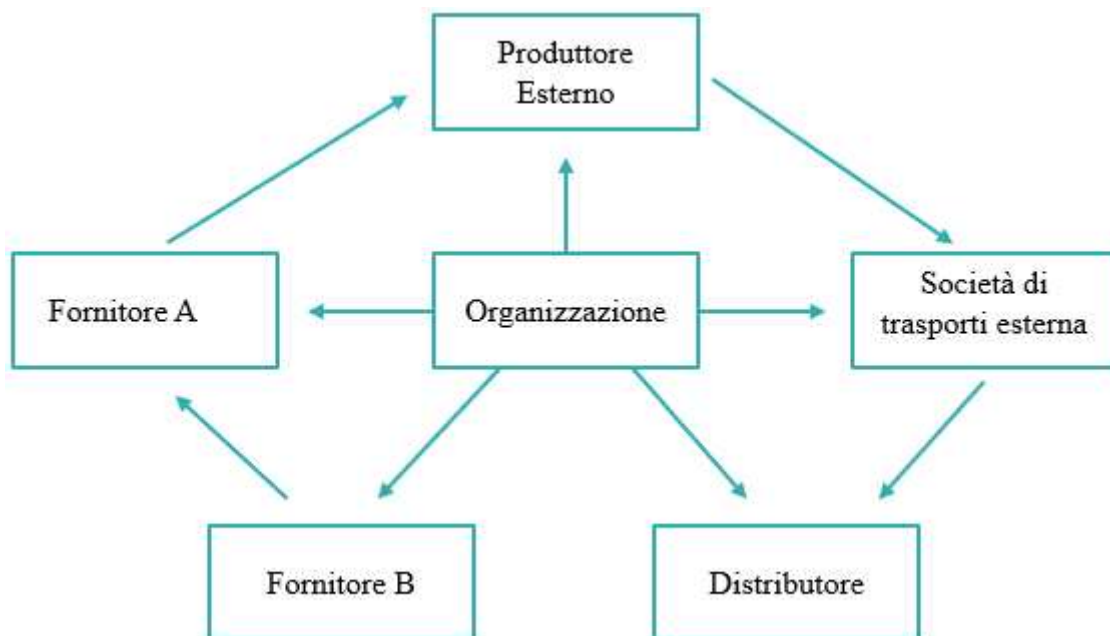 Produttore
Esterno
Fornitore A
Organizzazione
Società di
trasporti esterna
Fornitore B
Distributore